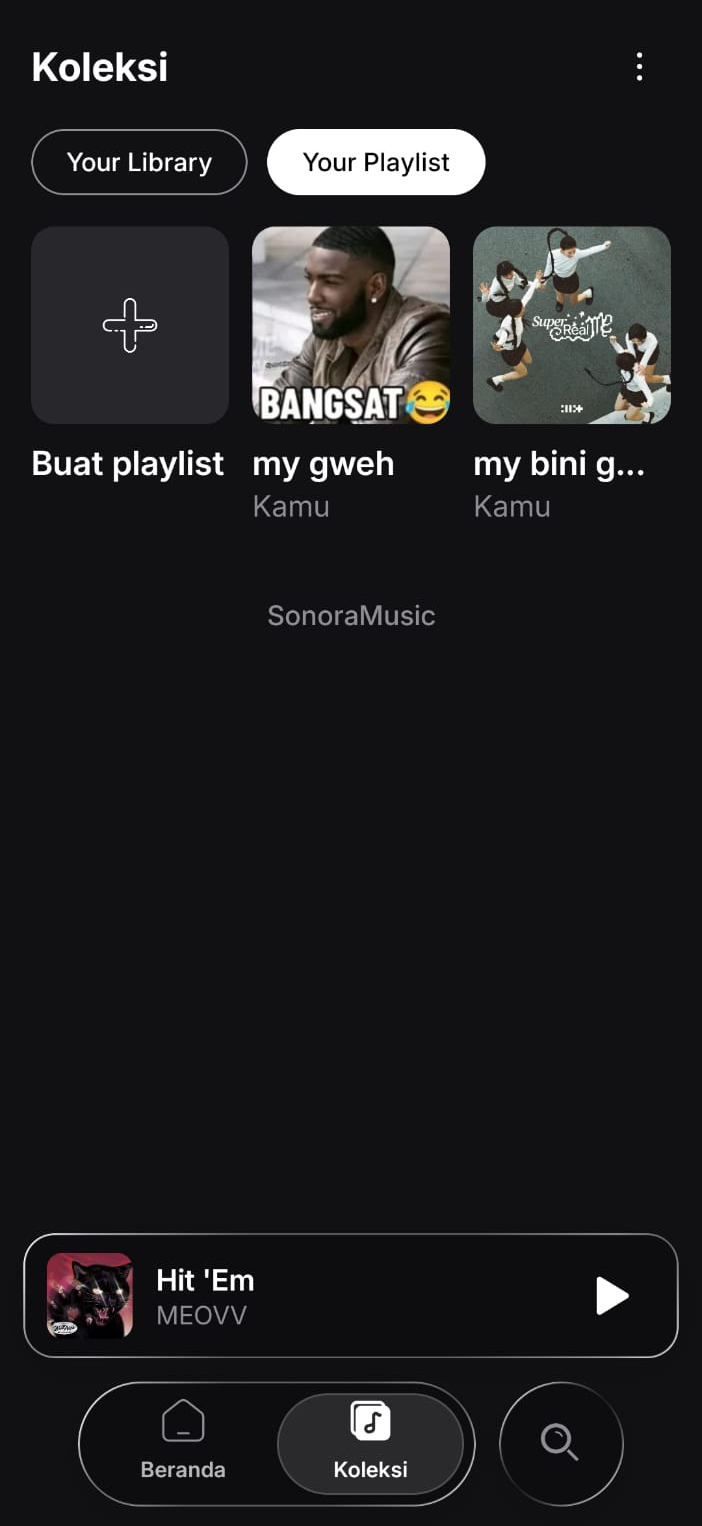 Koleksi
Your Library
Your Playlist
BANGSAT😂
Super Real Me
Buat playlist
my gweh
my bini g...
Kamu
Kamu
SonoraMusic
Hit 'Em
MEOVV
Beranda
Koleksi